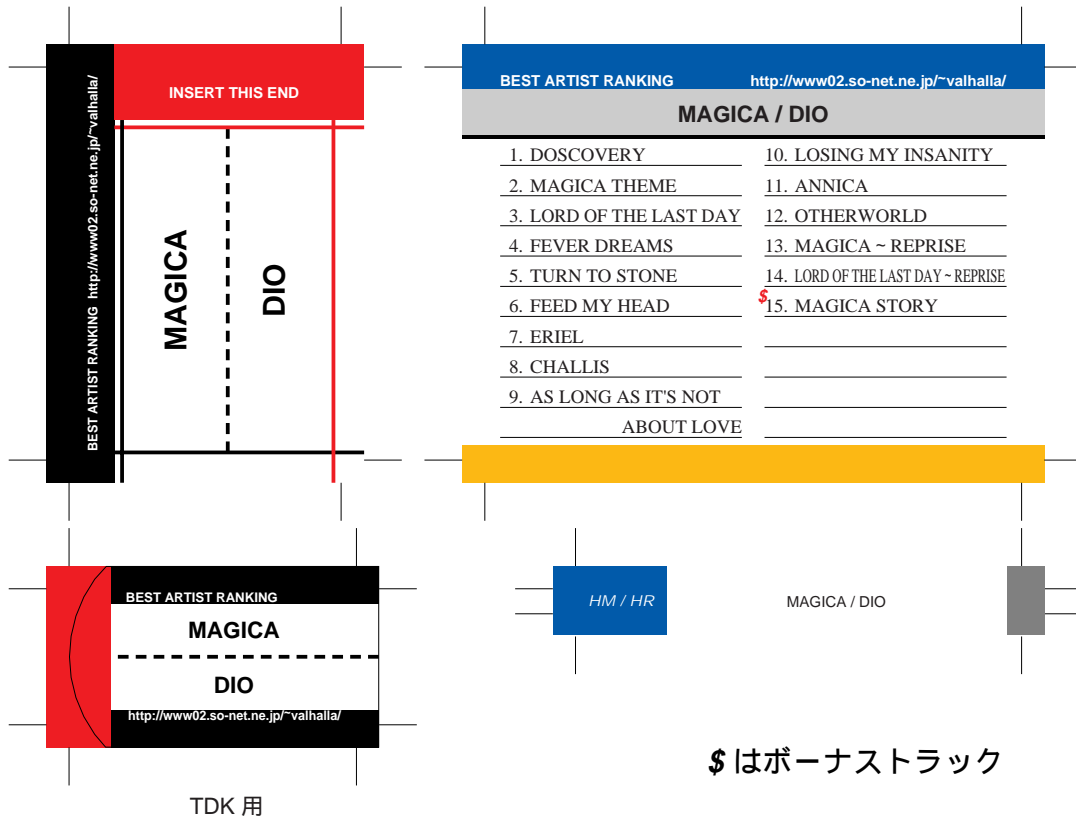 BEST ARTIST RANKING  http://www02.so-net.ne.jp/~valhalla/
INSERT THIS END
MAGICA
DIO
BEST ARTIST RANKING
http://www02.so-net.ne.jp/~valhalla/
MAGICA / DIO
1. DOSCOVERY
2. MAGICA THEME
3. LORD OF THE LAST DAY
4. FEVER DREAMS
5. TURN TO STONE
6. FEED MY HEAD
7. ERIEL
8. CHALLIS
9. AS LONG AS IT'S NOT
ABOUT LOVE
10. LOSING MY INSANITY
11. ANNICA
12. OTHERWORLD
13. MAGICA ~ REPRISE
14. LORD OF THE LAST DAY ~ REPRISE
$15. MAGICA STORY
BEST ARTIST RANKING
MAGICA
DIO
http://www02.so-net.ne.jp/~valhalla/
TDK 用
HM / HR
MAGICA / DIO
$ はボーナストラック